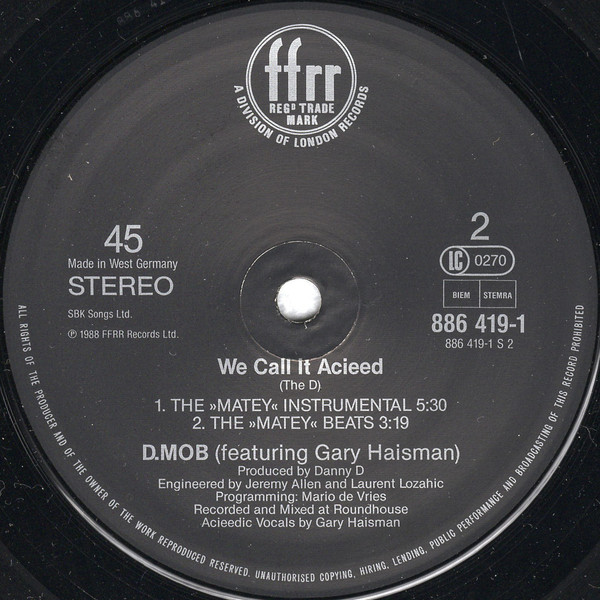 ffrr
REGD TRADE
MARK
A DIVISION OF LONDON RECORDS
45
Made in West Germany
STEREO
SBK Songs Ltd.
℗ 1988 FFRR Records Ltd.
2
LC 0270
BIEM STEMRA
886 419-1
886 419-1 S 2
We Call It Acieed
(The D)
1. THE »MATEY« INSTRUMENTAL 5:30
2. THE »MATEY« BEATS 3:19
D.MOB (featuring Gary Haisman)
Produced by Danny D
Engineered by Jeremy Allen and Laurent Lozahic
Programming: Mario de Vries
Recorded and Mixed at Roundhouse
Acieedic Vocals by Gary Haisman
ALL RIGHTS OF THE PRODUCER AND OF THE OWNER OF THE WORK REPRODUCED RESERVED. UNAUTHORISED COPYING, HIRING, LENDING, PUBLIC PERFORMANCE AND BROADCASTING OF THIS RECORD PROHIBITED